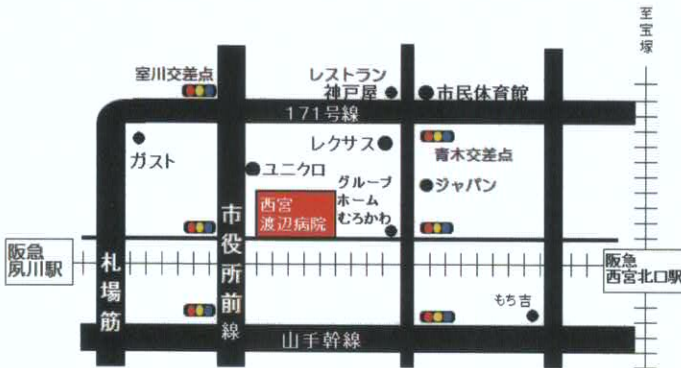 至宝塚
室川交差点
レストラン
神戸屋
市民体育館
171号線
レクサス
青木交差点
ガスト
ユニクロ
グループ
ホーム
むろかわ
ジャパン
西宮
渡辺病院
阪急
夙川駅
札場筋
市役所前線
阪急
西宮北口駅
もち吉
山手幹線